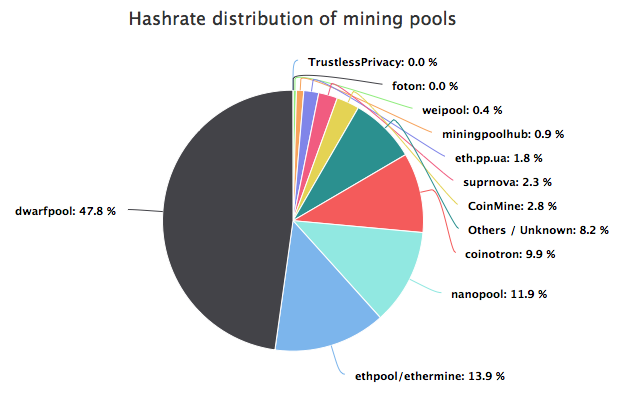 Hashrate distribution of mining pools
TrustlessPrivacy: 0.0 %
foton: 0.0 %
weipool: 0.4 %
miningpoolhub: 0.9 %
eth.pp.ua: 1.8 %
suprnova: 2.3 %
CoinMine: 2.8 %
dwarfpool: 47.8 %
Others / Unknown: 8.2 %
coinotron: 9.9 %
nanopool: 11.9 %
ethpool/ethermine: 13.9 %